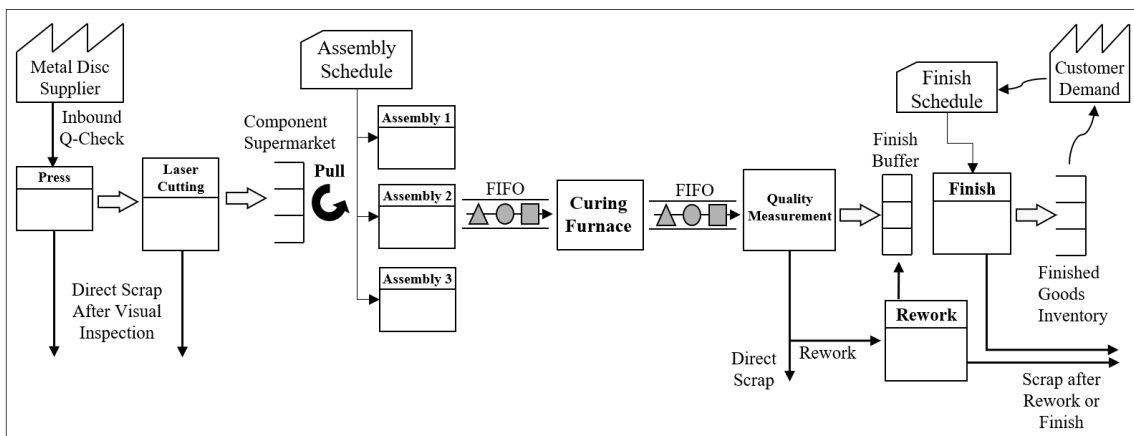 Metal Disc
Supplier
Inbound
Q-Check
Press
Laser
Cutting
Direct Scrap
After Visual
Inspection
Component
Supermarket
Pull
Assembly
Schedule
Assembly 1
Assembly 2
Assembly 3
FIFO
Curing
Furnace
FIFO
Quality
Measurement
Direct
Scrap
Rework
Finish
Buffer
Rework
Finish
Schedule
Finish
Customer
Demand
Finished
Goods
Inventory
Scrap after
Rework or
Finish